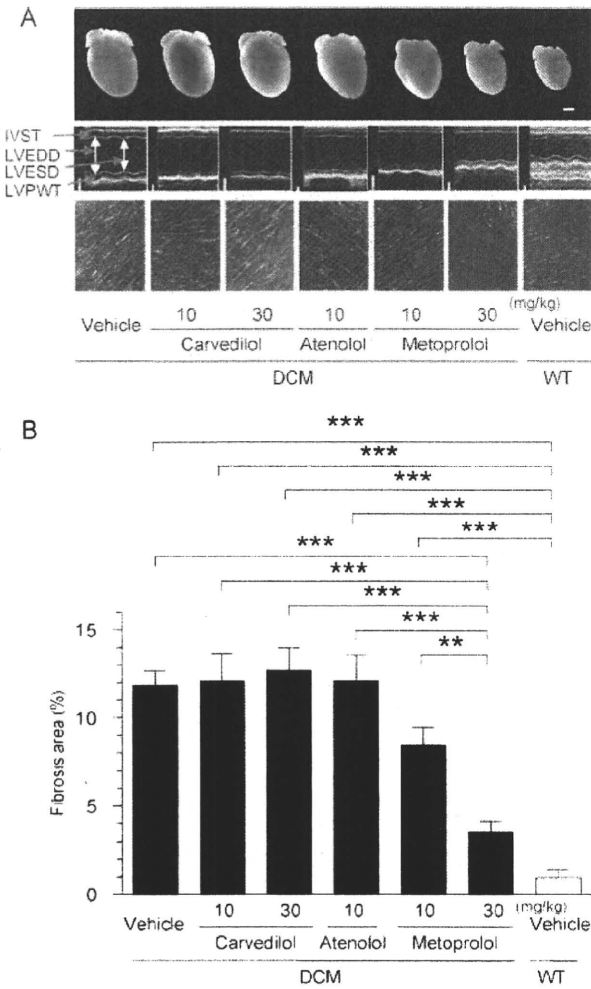 A
IVST
LVEDD
LVESD
LVPWT
10 30 10 10 30 (mg/kg)
Vehicle Carvedilol Atenolol Metoprolol Vehicle
DCM WT
B
***
***
***
***
***
***
***
***
***
**
15
10
5
0
Fibrosis area (%)
10 30 10 10 30 (mg/kg)
Vehicle Carvedilol Atenolol Metoprolol Vehicle
DCM WT